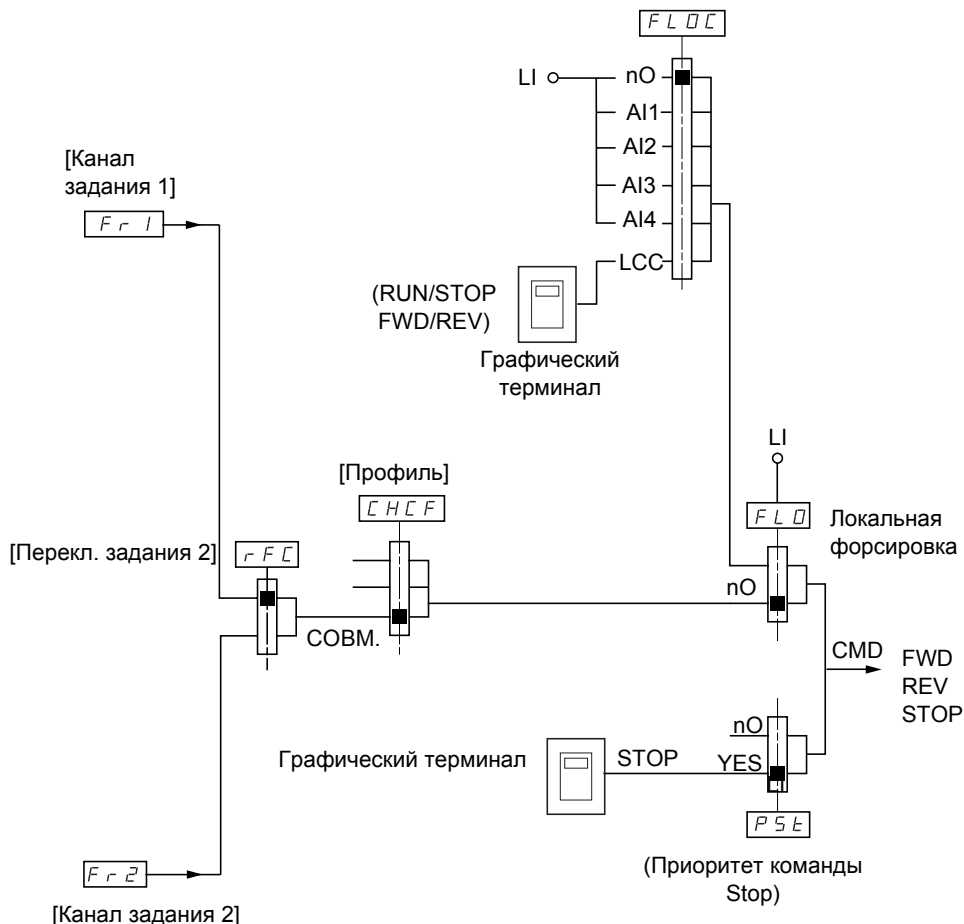 FLOC
LI
nO
AI1
AI2
AI3
AI4
LCC
[Канал
задания 1]
Fr1
(RUN/STOP
FWD/REV)
Графический
терминал
LI
[Профиль]
CHCF
FLO
Локальная
форсировка
[Перекл. задания 2]
rFC
nO
СОВМ.
CMD
FWD
REV
STOP
nO
Графический терминал
STOP
YES
PSt
(Приоритет команды
Stop)
Fr2
[Канал задания 2]